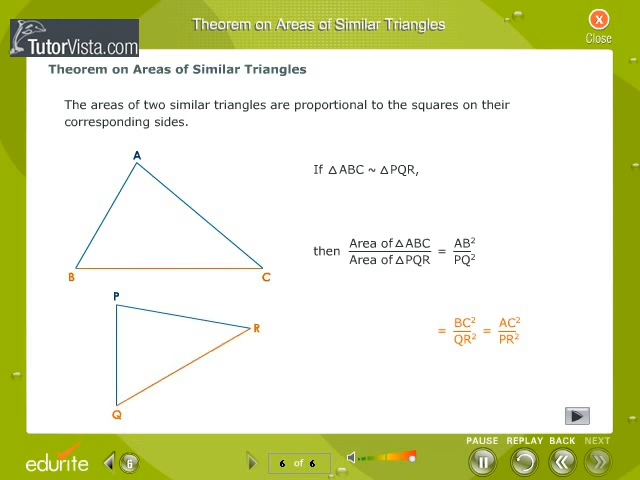 Theorem on Areas of Similar Triangles
x
Close
TutorVista.com
Theorem on Areas of Similar Triangles
The areas of two similar triangles are proportional to the squares on their
corresponding sides.
A
B
C
If △ABC ~ △PQR,
then Area of △ABC / Area of △PQR = AB² / PQ²
P
R
Q
= BC² / QR² = AC² / PR²
PAUSE REPLAY BACK NEXT
edurite
6
6 of 6